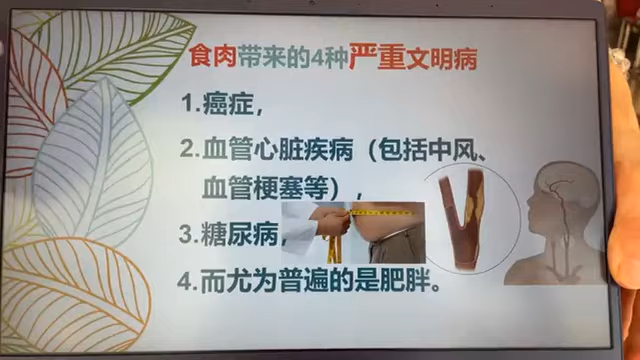 食肉带来的4种严重文明病
1.癌症，
2.血管心脏疾病（包括中风、
血管梗塞等），
3.糖尿病，
4.而尤为普遍的是肥胖。